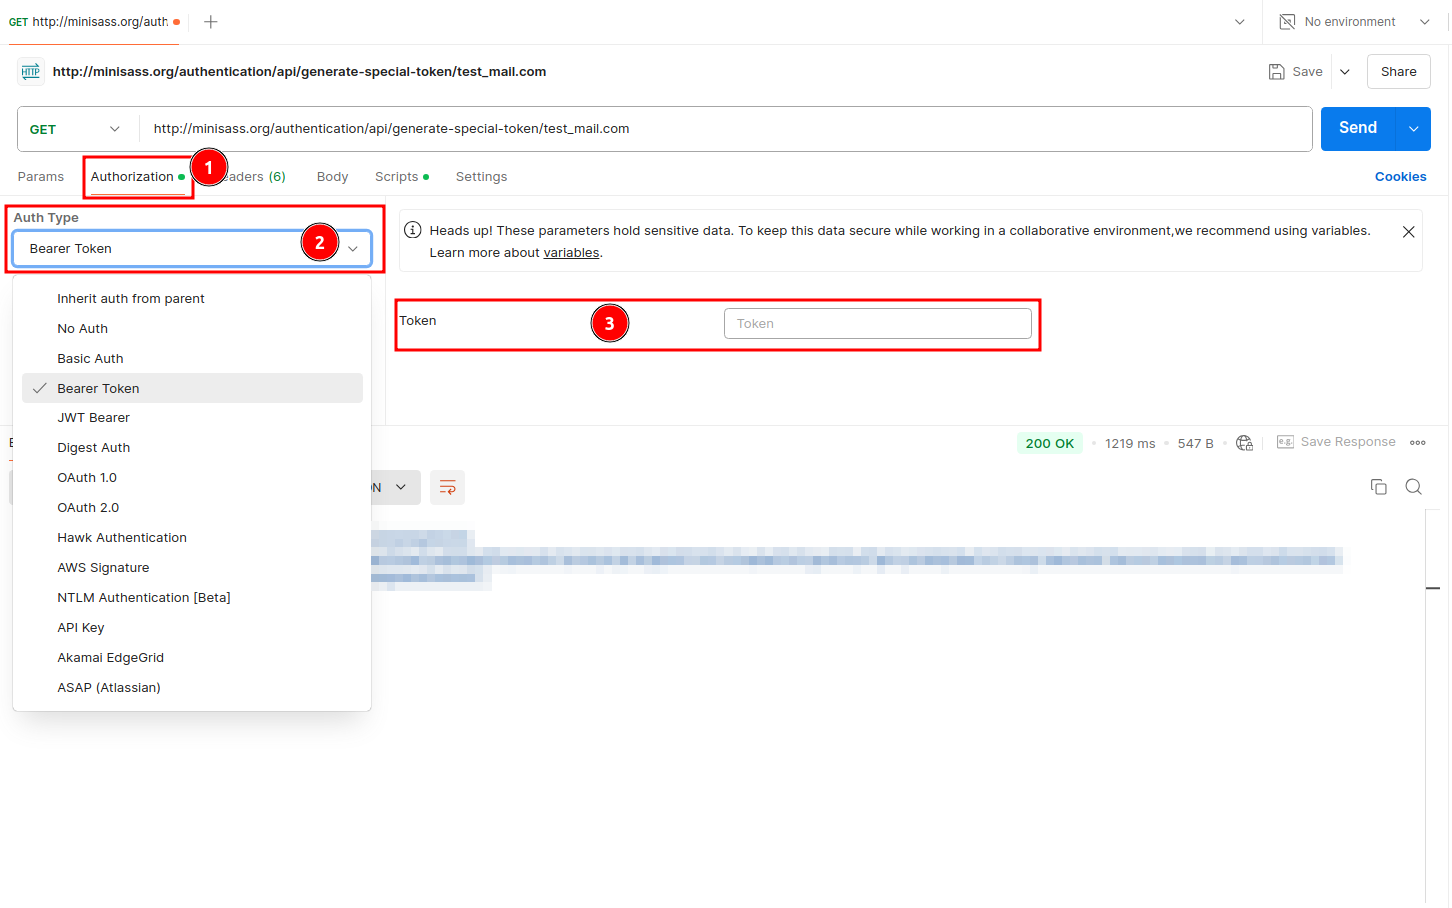 GET http://minisass.org/auth
No environment
HTTP http://minisass.org/authentication/api/generate-special-token/test_mail.com
Save
Share
GET
http://minisass.org/authentication/api/generate-special-token/test_mail.com
Send
Params
Authorization
1
eaders (6)
Body
Scripts
Settings
Cookies
Auth Type
Bearer Token
2
Heads up! These parameters hold sensitive data. To keep this data secure while working in a collaborative environment,we recommend using variables.
Learn more about variables.
Token
3
Token
Inherit auth from parent
No Auth
Basic Auth
Bearer Token
JWT Bearer
Digest Auth
OAuth 1.0
OAuth 2.0
Hawk Authentication
AWS Signature
NTLM Authentication [Beta]
API Key
Akamai EdgeGrid
ASAP (Atlassian)
200 OK
1219 ms
547 B
e.g.
Save Response
ON